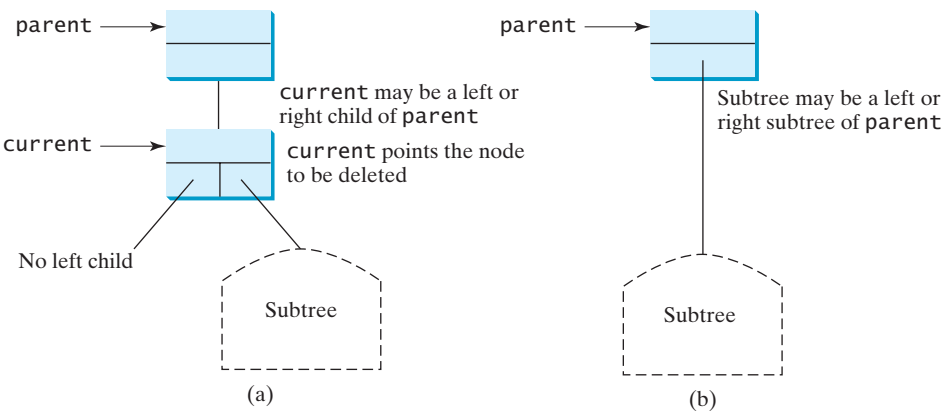 parent
current may be a left or
right child of parent
current
current points the node
to be deleted
No left child
Subtree
(a)
parent
Subtree may be a left or
right subtree of parent
Subtree
(b)